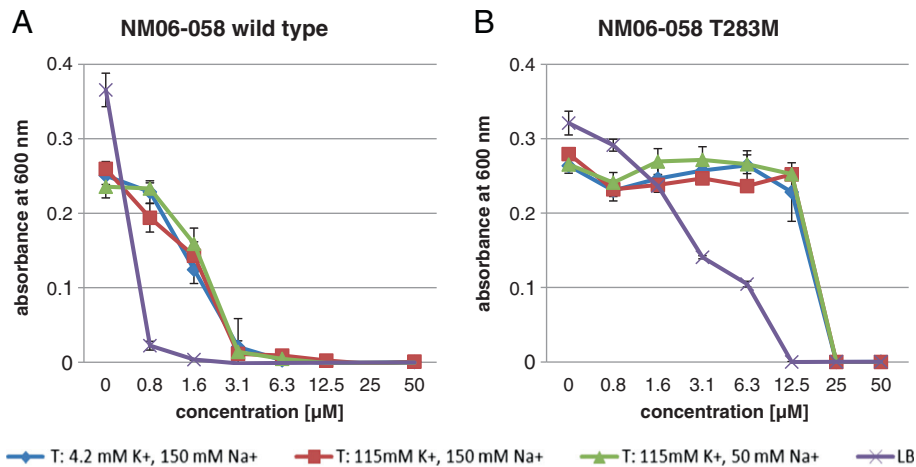 A NM06-058 wild type
0.4
0.3
0.2
0.1
0
absorbance at 600 nm
0 0.8 1.6 3.1 6.3 12.5 25 50
concentration [µM]
B NM06-058 T283M
0.4
0.3
0.2
0.1
0
absorbance at 600 nm
0 0.8 1.6 3.1 6.3 12.5 25 50
concentration [µM]
T: 4.2 mM K+, 150 mM Na+ T: 115mM K+, 150 mM Na+ T: 115mM K+, 50 mM Na+ LB